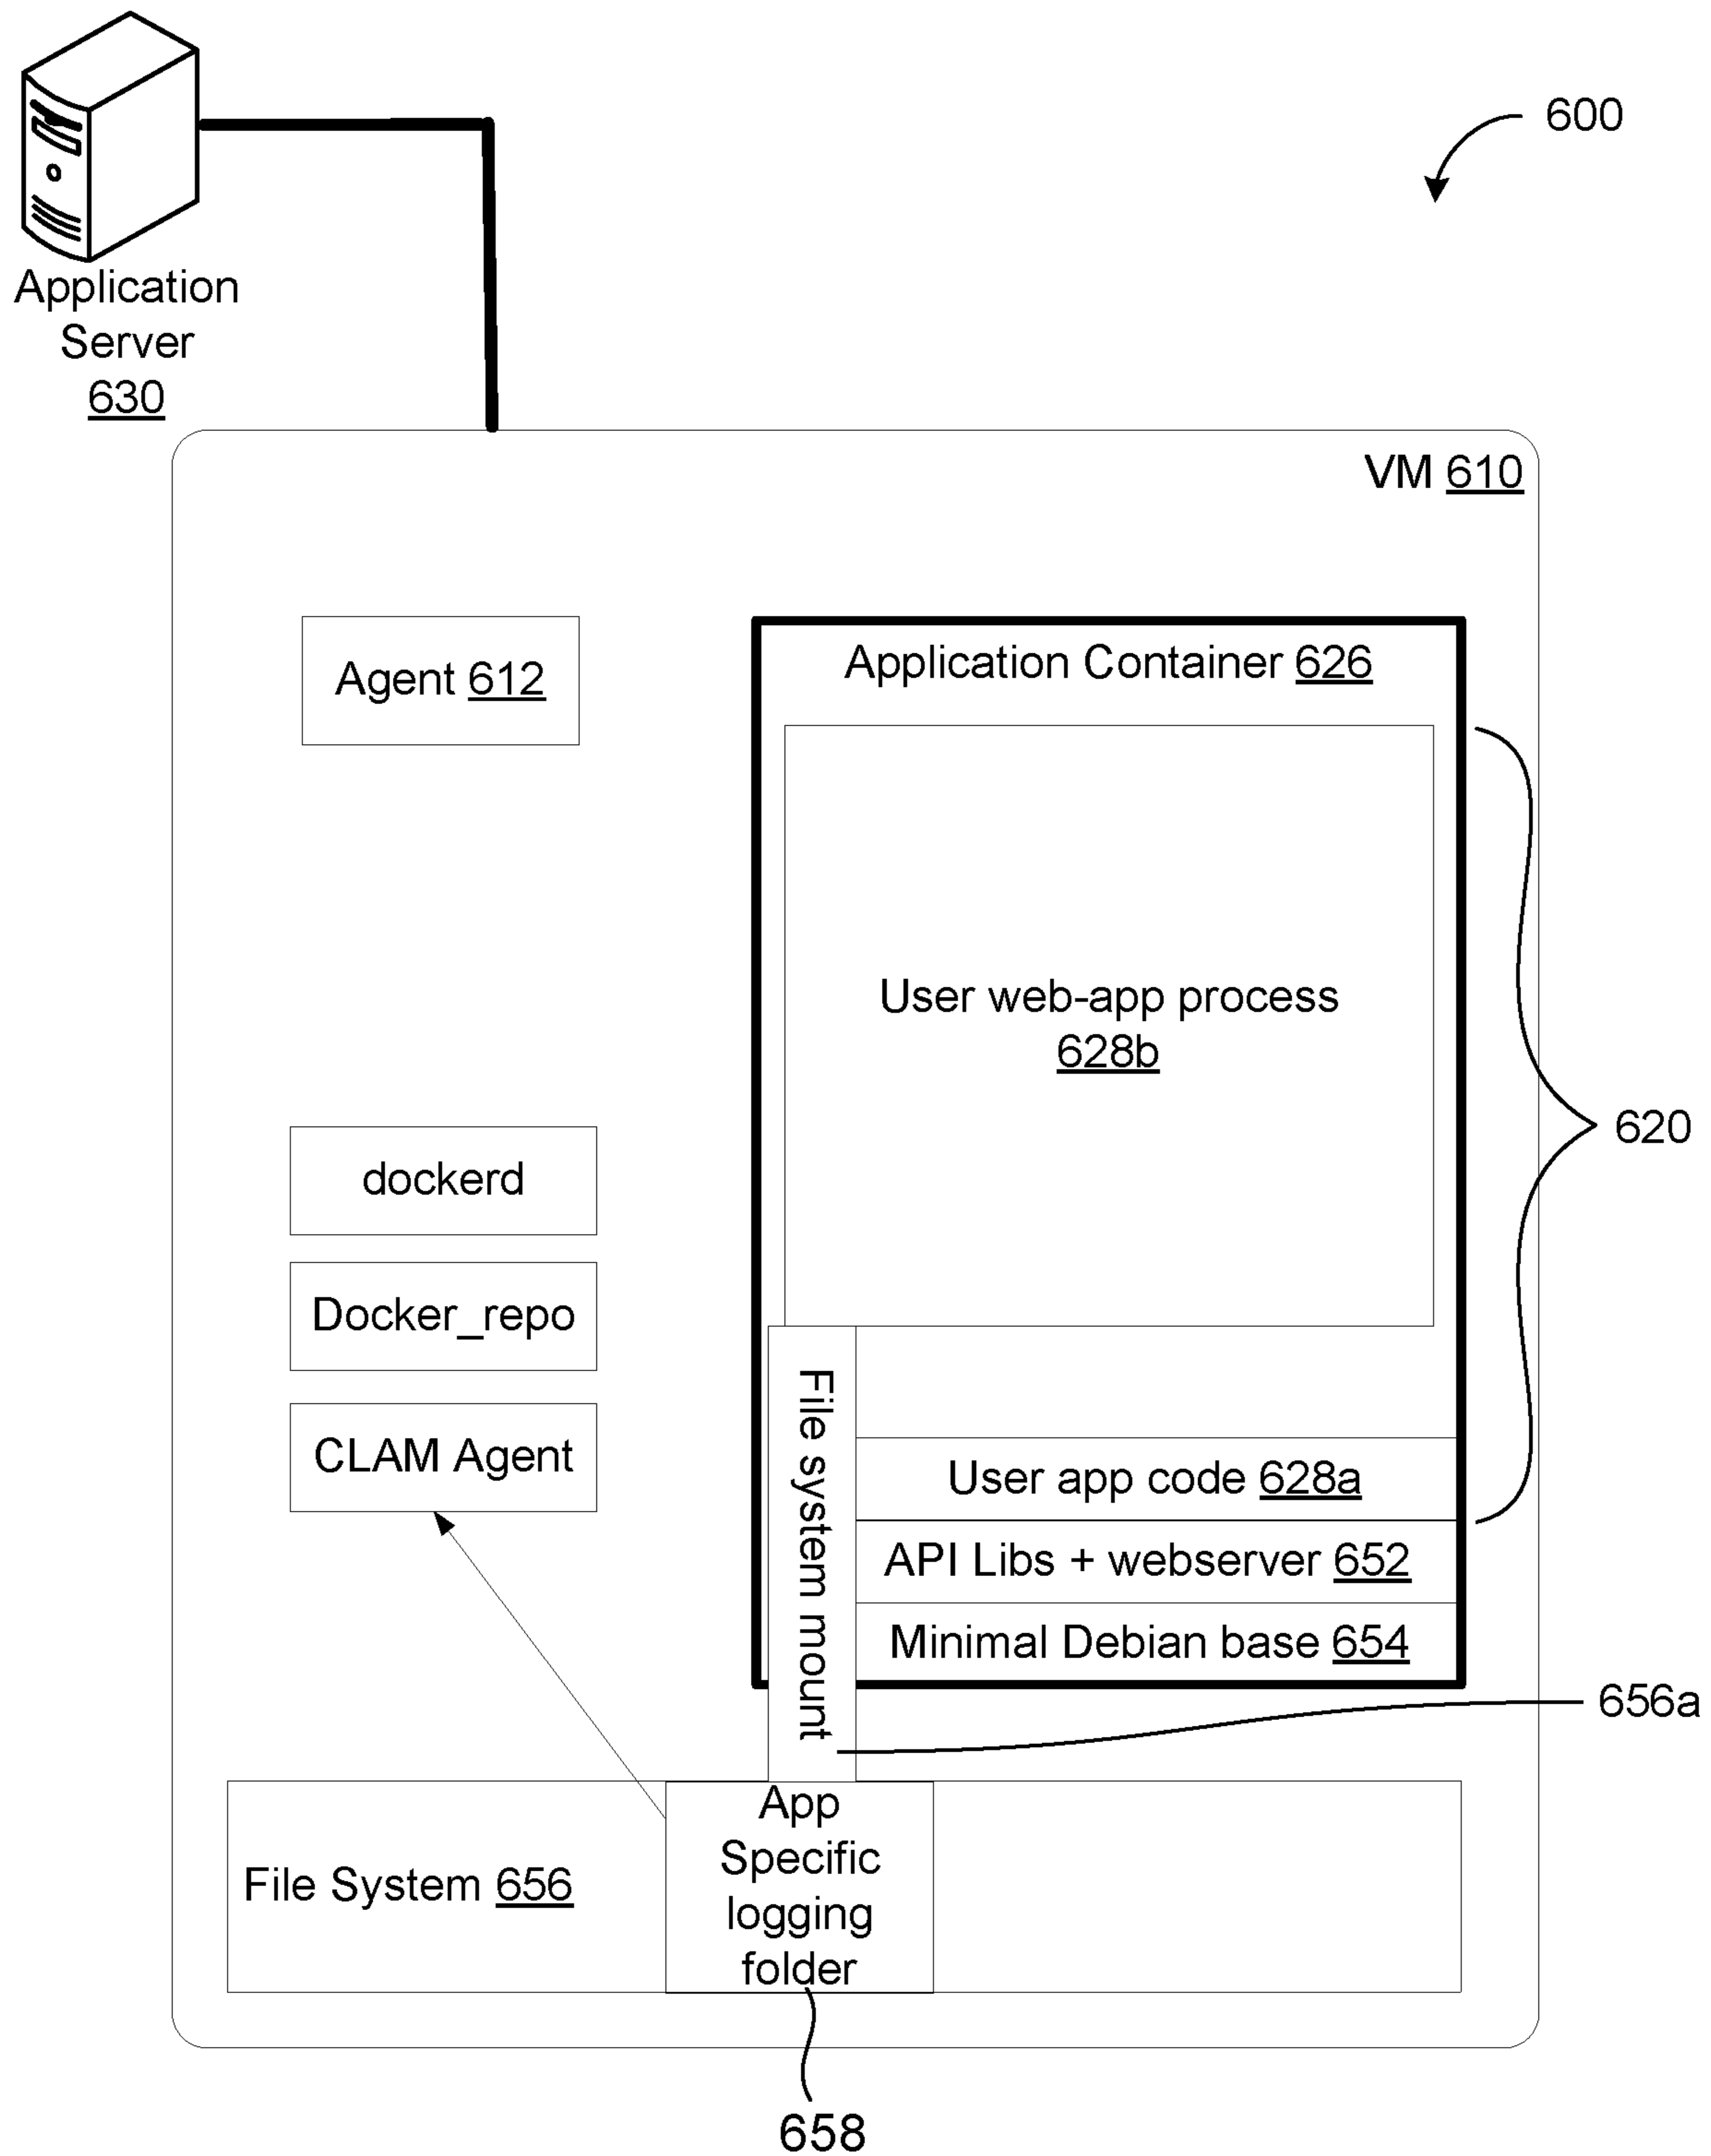 600
Application
Server
630
VM 610
Agent 612
Application Container 626
User web-app process
628b
620
dockerd
Docker_repo
CLAM Agent
File system mount
User app code 628a
API Libs + webserver 652
Minimal Debian base 654
656a
File System 656
App
Specific
logging
folder
658